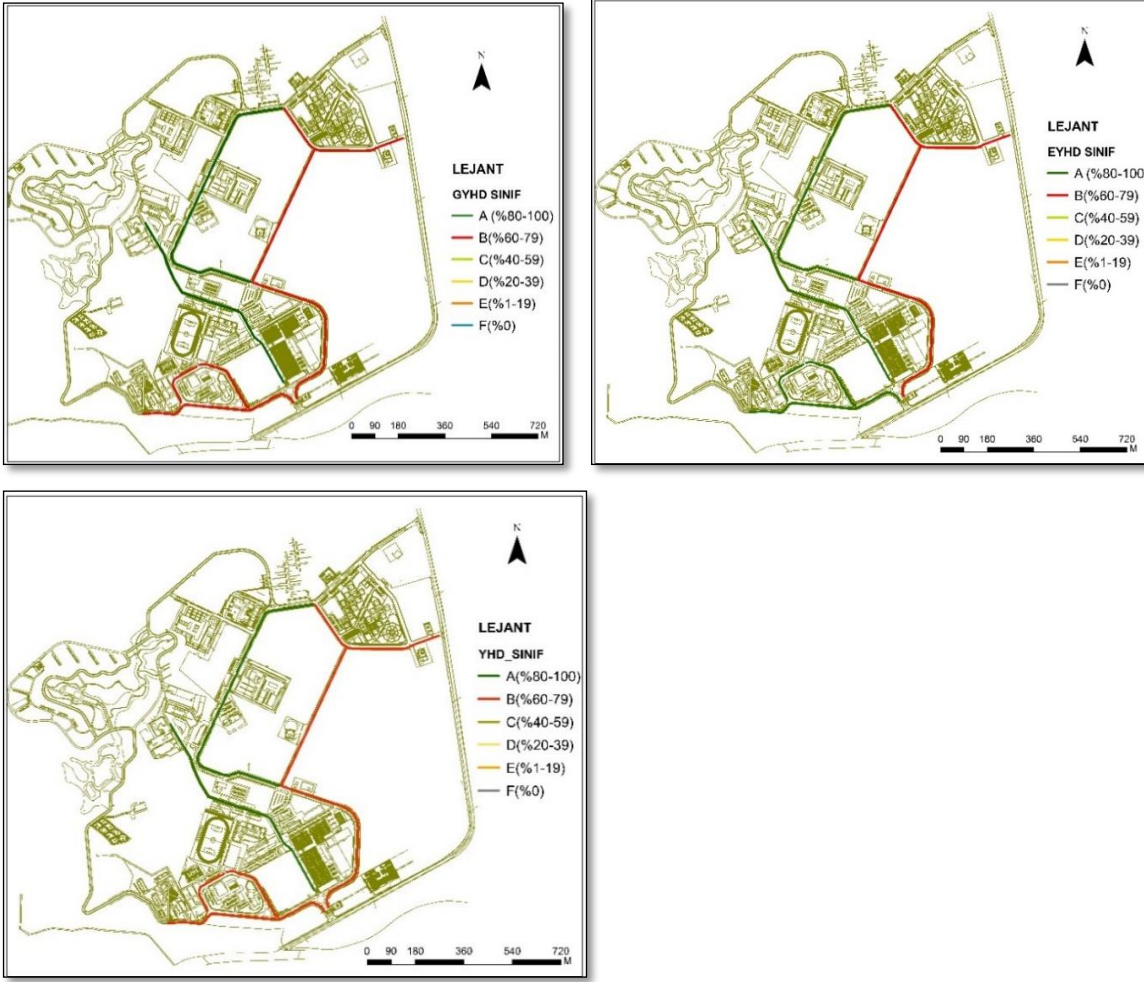 N
LEJANT
GYHD SINIF
A (%80-100)
B(%60-79)
C(%40-59)
D(%20-39)
E(%1-19)
F(%0)
0 90 180 360 540 720
M
N
LEJANT
EYHD SINIF
A (%80-100
B(%60-79)
C(%40-59)
D(%20-39)
E(%1-19)
F(%0)
0 90 180 360 540 720
M
N
LEJANT
YHD_SINIF
A(%80-100)
B(%60-79)
C(%40-59)
D(%20-39)
E(%1-19)
F(%0)
0 90 180 360 540 720
M